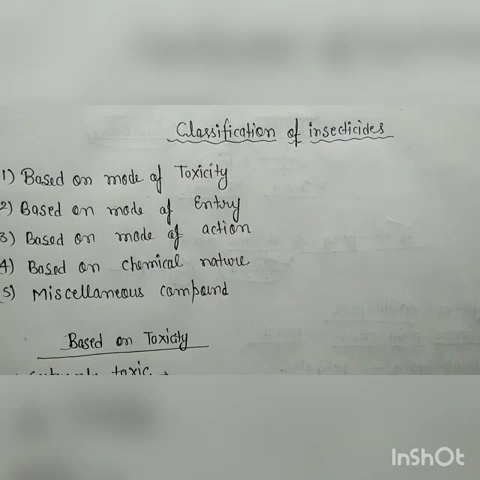 Classification of insecticides
1) Based on mode of Toxicity
2) Based on mode of Entry
3) Based on mode of action
4) Based on chemical nature
5) Miscellaneous compound
Based on Toxicity
toxic
InShOt